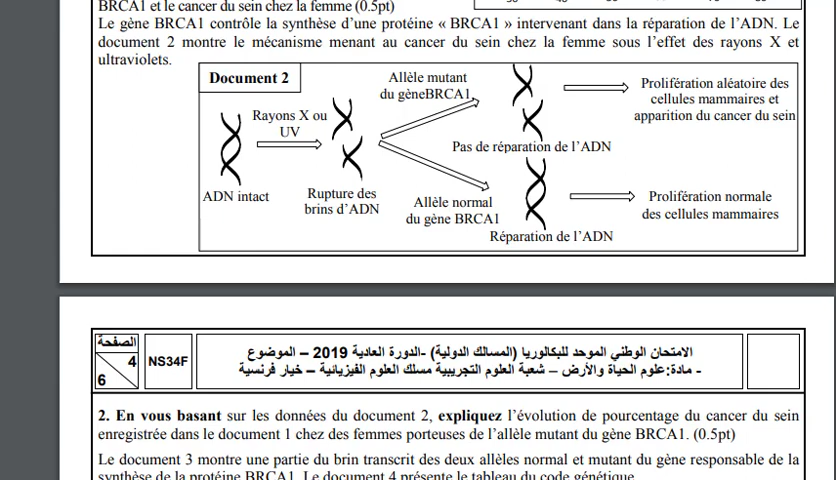 BRCA1 et le cancer du sein chez la femme (0.5pt)
Le gène BRCA1 contrôle la synthèse d’une protéine « BRCA1 » intervenant dans la réparation de l’ADN. Le
document 2 montre le mécanisme menant au cancer du sein chez la femme sous l’effet des rayons X et
ultraviolets.
Document 2
Allèle mutant
du gèneBRCA1
Prolifération aléatoire des
cellules mammaires et
apparition du cancer du sein
Rayons X ou
UV
Pas de réparation de l’ADN
ADN intact
Rupture des
brins d’ADN
Allèle normal
du gène BRCA1
Prolifération normale
des cellules mammaires
Réparation de l’ADN
الصفحة
4
6
NS34F
الامتحان الوطني الموحد للبكالوريا (المسالك الدولية) -الدورة العادية 2019 – الموضوع
- مادة:علوم الحياة والأرض – شعبة العلوم التجريبية مسلك العلوم الفيزيائية – خيار فرنسية
2. En vous basant sur les données du document 2, expliquez l’évolution de pourcentage du cancer du sein
enregistrée dans le document 1 chez des femmes porteuses de l’allèle mutant du gène BRCA1. (0.5pt)
Le document 3 montre une partie du brin transcrit des deux allèles normal et mutant du gène responsable de la
synthèse de la protéine BRCA1. Le document 4 présente le tableau du code génétique.